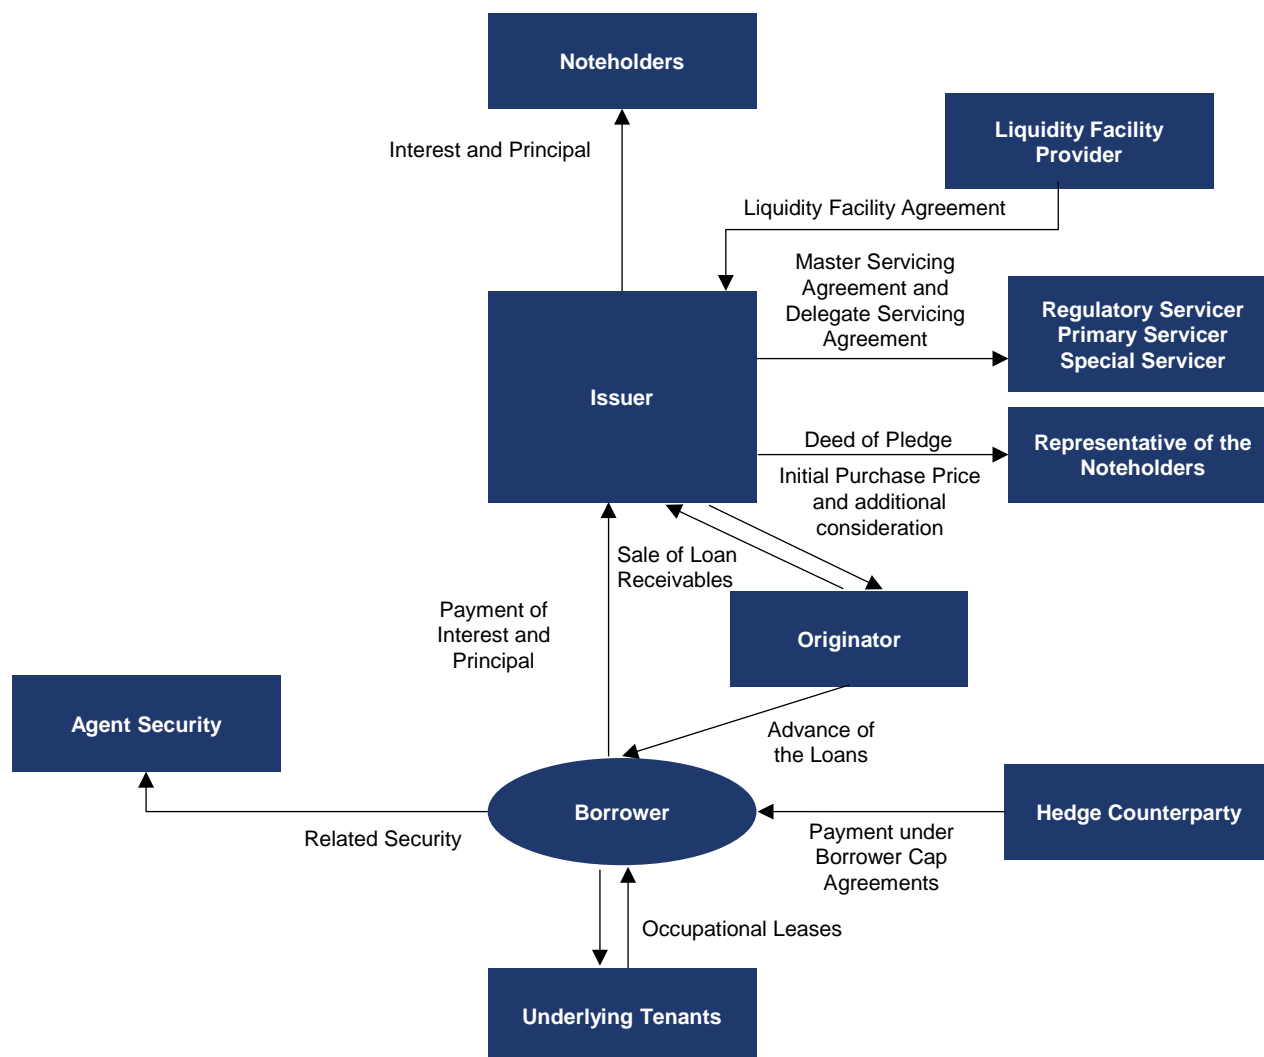 Noteholders
Liquidity Facility
Provider
Interest and Principal
Liquidity Facility Agreement
Master Servicing
Agreement and
Delegate Servicing
Agreement
Regulatory Servicer
Primary Servicer
Special Servicer
Issuer
Deed of Pledge
Representative of the
Noteholders
Initial Purchase Price
and additional
consideration
Sale of Loan
Receivables
Payment of
Interest and
Principal
Originator
Agent Security
Advance of
the Loans
Borrower
Hedge Counterparty
Related Security
Payment under
Borrower Cap
Agreements
Occupational Leases
Underlying Tenants